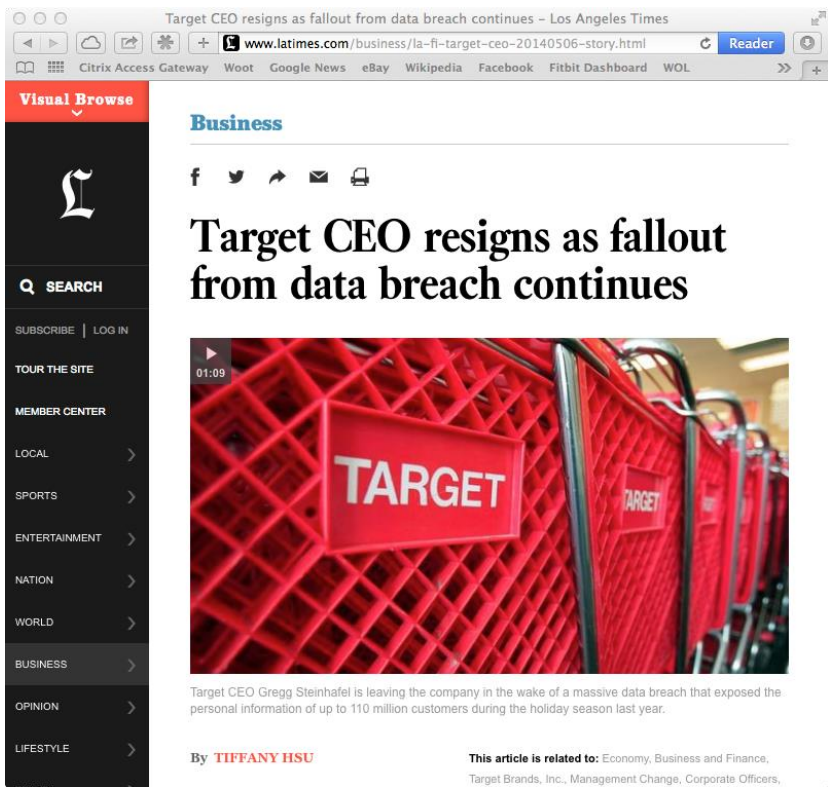 Target CEO resigns as fallout from data breach continues – Los Angeles Times
www.latimes.com/business/la-fi-target-ceo-20140506-story.html
Reader
Citrix Access Gateway Woot Google News eBay Wikipedia Facebook Fitbit Dashboard WOL
Visual Browse
Business
L
Target CEO resigns as fallout
from data breach continues
SEARCH
SUBSCRIBE | LOG IN
TOUR THE SITE
MEMBER CENTER
LOCAL
SPORTS
ENTERTAINMENT
NATION
WORLD
BUSINESS
OPINION
LIFESTYLE
01:09
TARGET
TARGET
Target CEO Gregg Steinhafel is leaving the company in the wake of a massive data breach that exposed the
personal information of up to 110 million customers during the holiday season last year.
By TIFFANY HSU
This article is related to: Economy, Business and Finance,
Target Brands, Inc., Management Change, Corporate Officers,